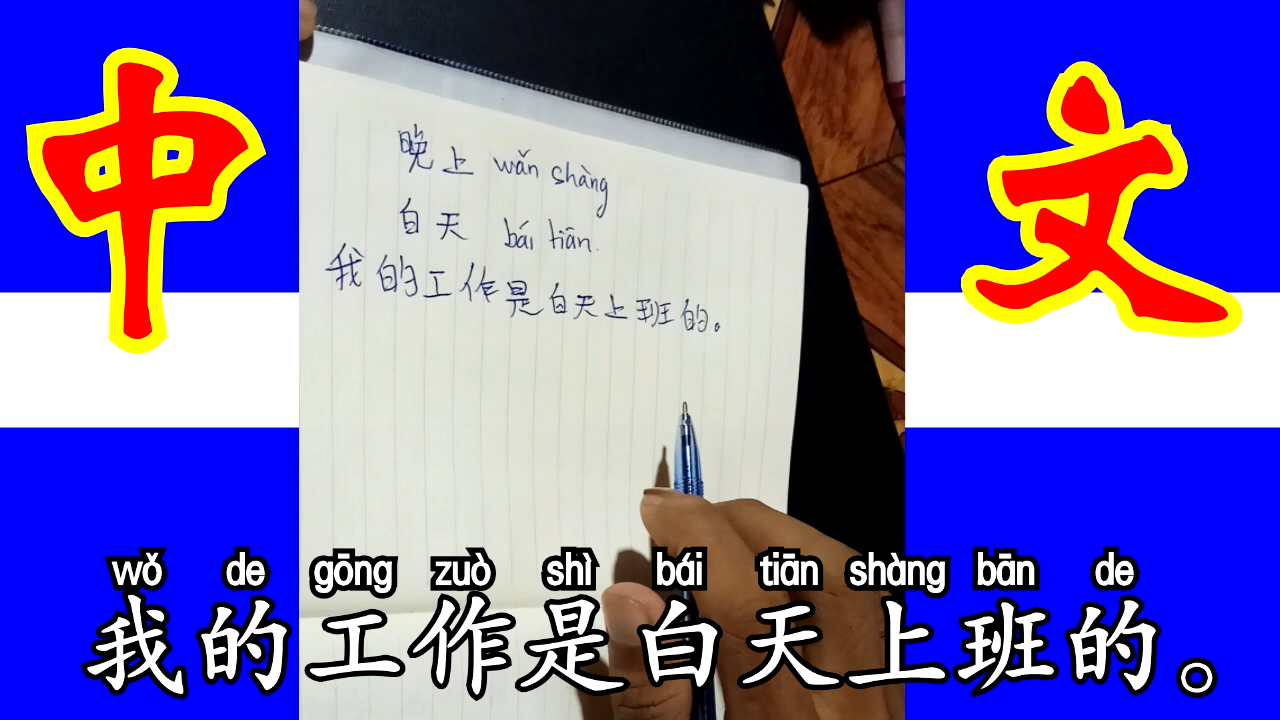 中
文
晚上 wǎn shàng
白天 bái tiān.
我的工作是白天上班的。
wǒ de gōng zuò shì bái tiān shàng bān de
我的工作是白天上班的。